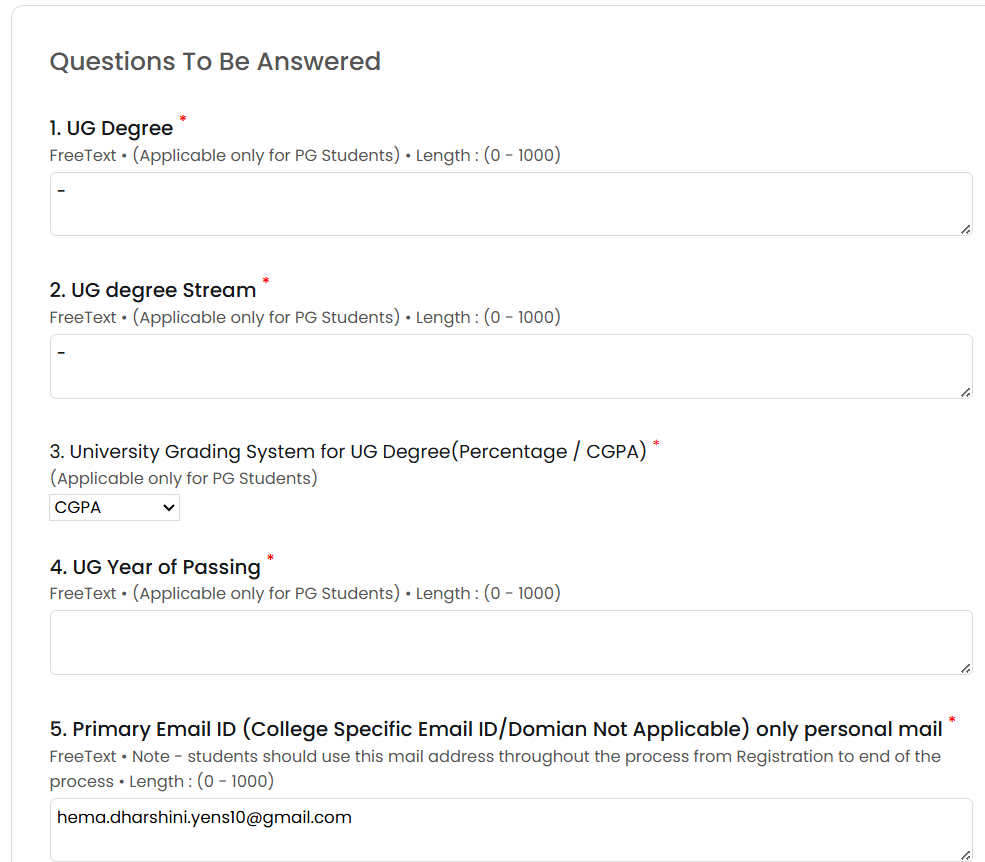 Questions To Be Answered
1. UG Degree *
FreeText • (Applicable only for PG Students) • Length : (0 - 1000)
-
2. UG degree Stream *
FreeText • (Applicable only for PG Students) • Length : (0 - 1000)
-
3. University Grading System for UG Degree(Percentage / CGPA) *
(Applicable only for PG Students)
CGPA
4. UG Year of Passing *
FreeText • (Applicable only for PG Students) • Length : (0 - 1000)
5. Primary Email ID (College Specific Email ID/Domian Not Applicable) only personal mail *
FreeText • Note - students should use this mail address throughout the process from Registration to end of the
process • Length : (0 - 1000)
hema.dharshini.yens10@gmail.com